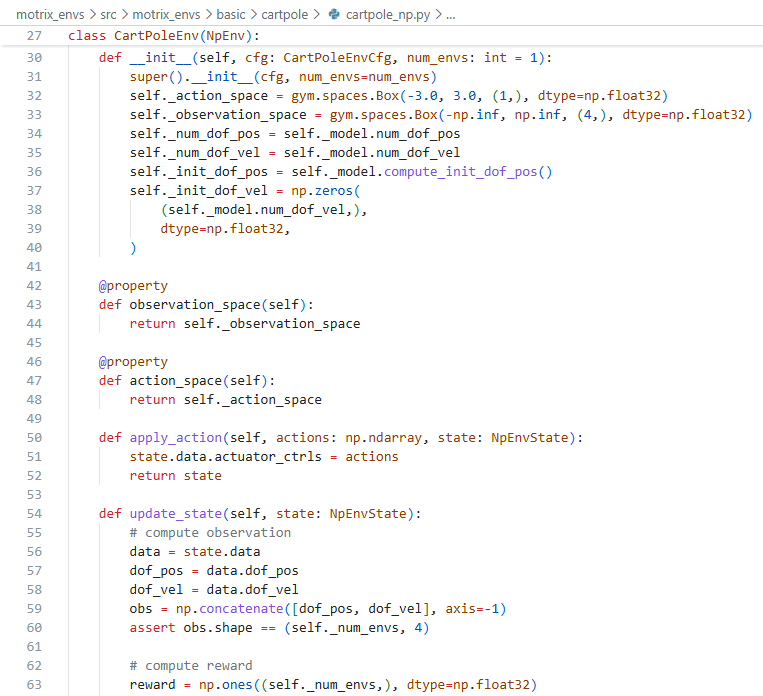 motrix_envs > src > motrix_envs > basic > cartpole > cartpole_np.py > ...
27 class CartPoleEnv(NpEnv):
30     def __init__(self, cfg: CartPoleEnvCfg, num_envs: int = 1):
31         super().__init__(cfg, num_envs=num_envs)
32         self._action_space = gym.spaces.Box(-3.0, 3.0, (1,), dtype=np.float32)
33         self._observation_space = gym.spaces.Box(-np.inf, np.inf, (4,), dtype=np.float32)
34         self._num_dof_pos = self._model.num_dof_pos
35         self._num_dof_vel = self._model.num_dof_vel
36         self._init_dof_pos = self._model.compute_init_dof_pos()
37         self._init_dof_vel = np.zeros(
38             (self._model.num_dof_vel,),
39             dtype=np.float32,
40         )
41
42     @property
43     def observation_space(self):
44         return self._observation_space
45
46     @property
47     def action_space(self):
48         return self._action_space
49
50     def apply_action(self, actions: np.ndarray, state: NpEnvState):
51         state.data.actuator_ctrls = actions
52         return state
53
54     def update_state(self, state: NpEnvState):
55         # compute observation
56         data = state.data
57         dof_pos = data.dof_pos
58         dof_vel = data.dof_vel
59         obs = np.concatenate([dof_pos, dof_vel], axis=-1)
60         assert obs.shape == (self._num_envs, 4)
61
62         # compute reward
63         reward = np.ones((self._num_envs,), dtype=np.float32)